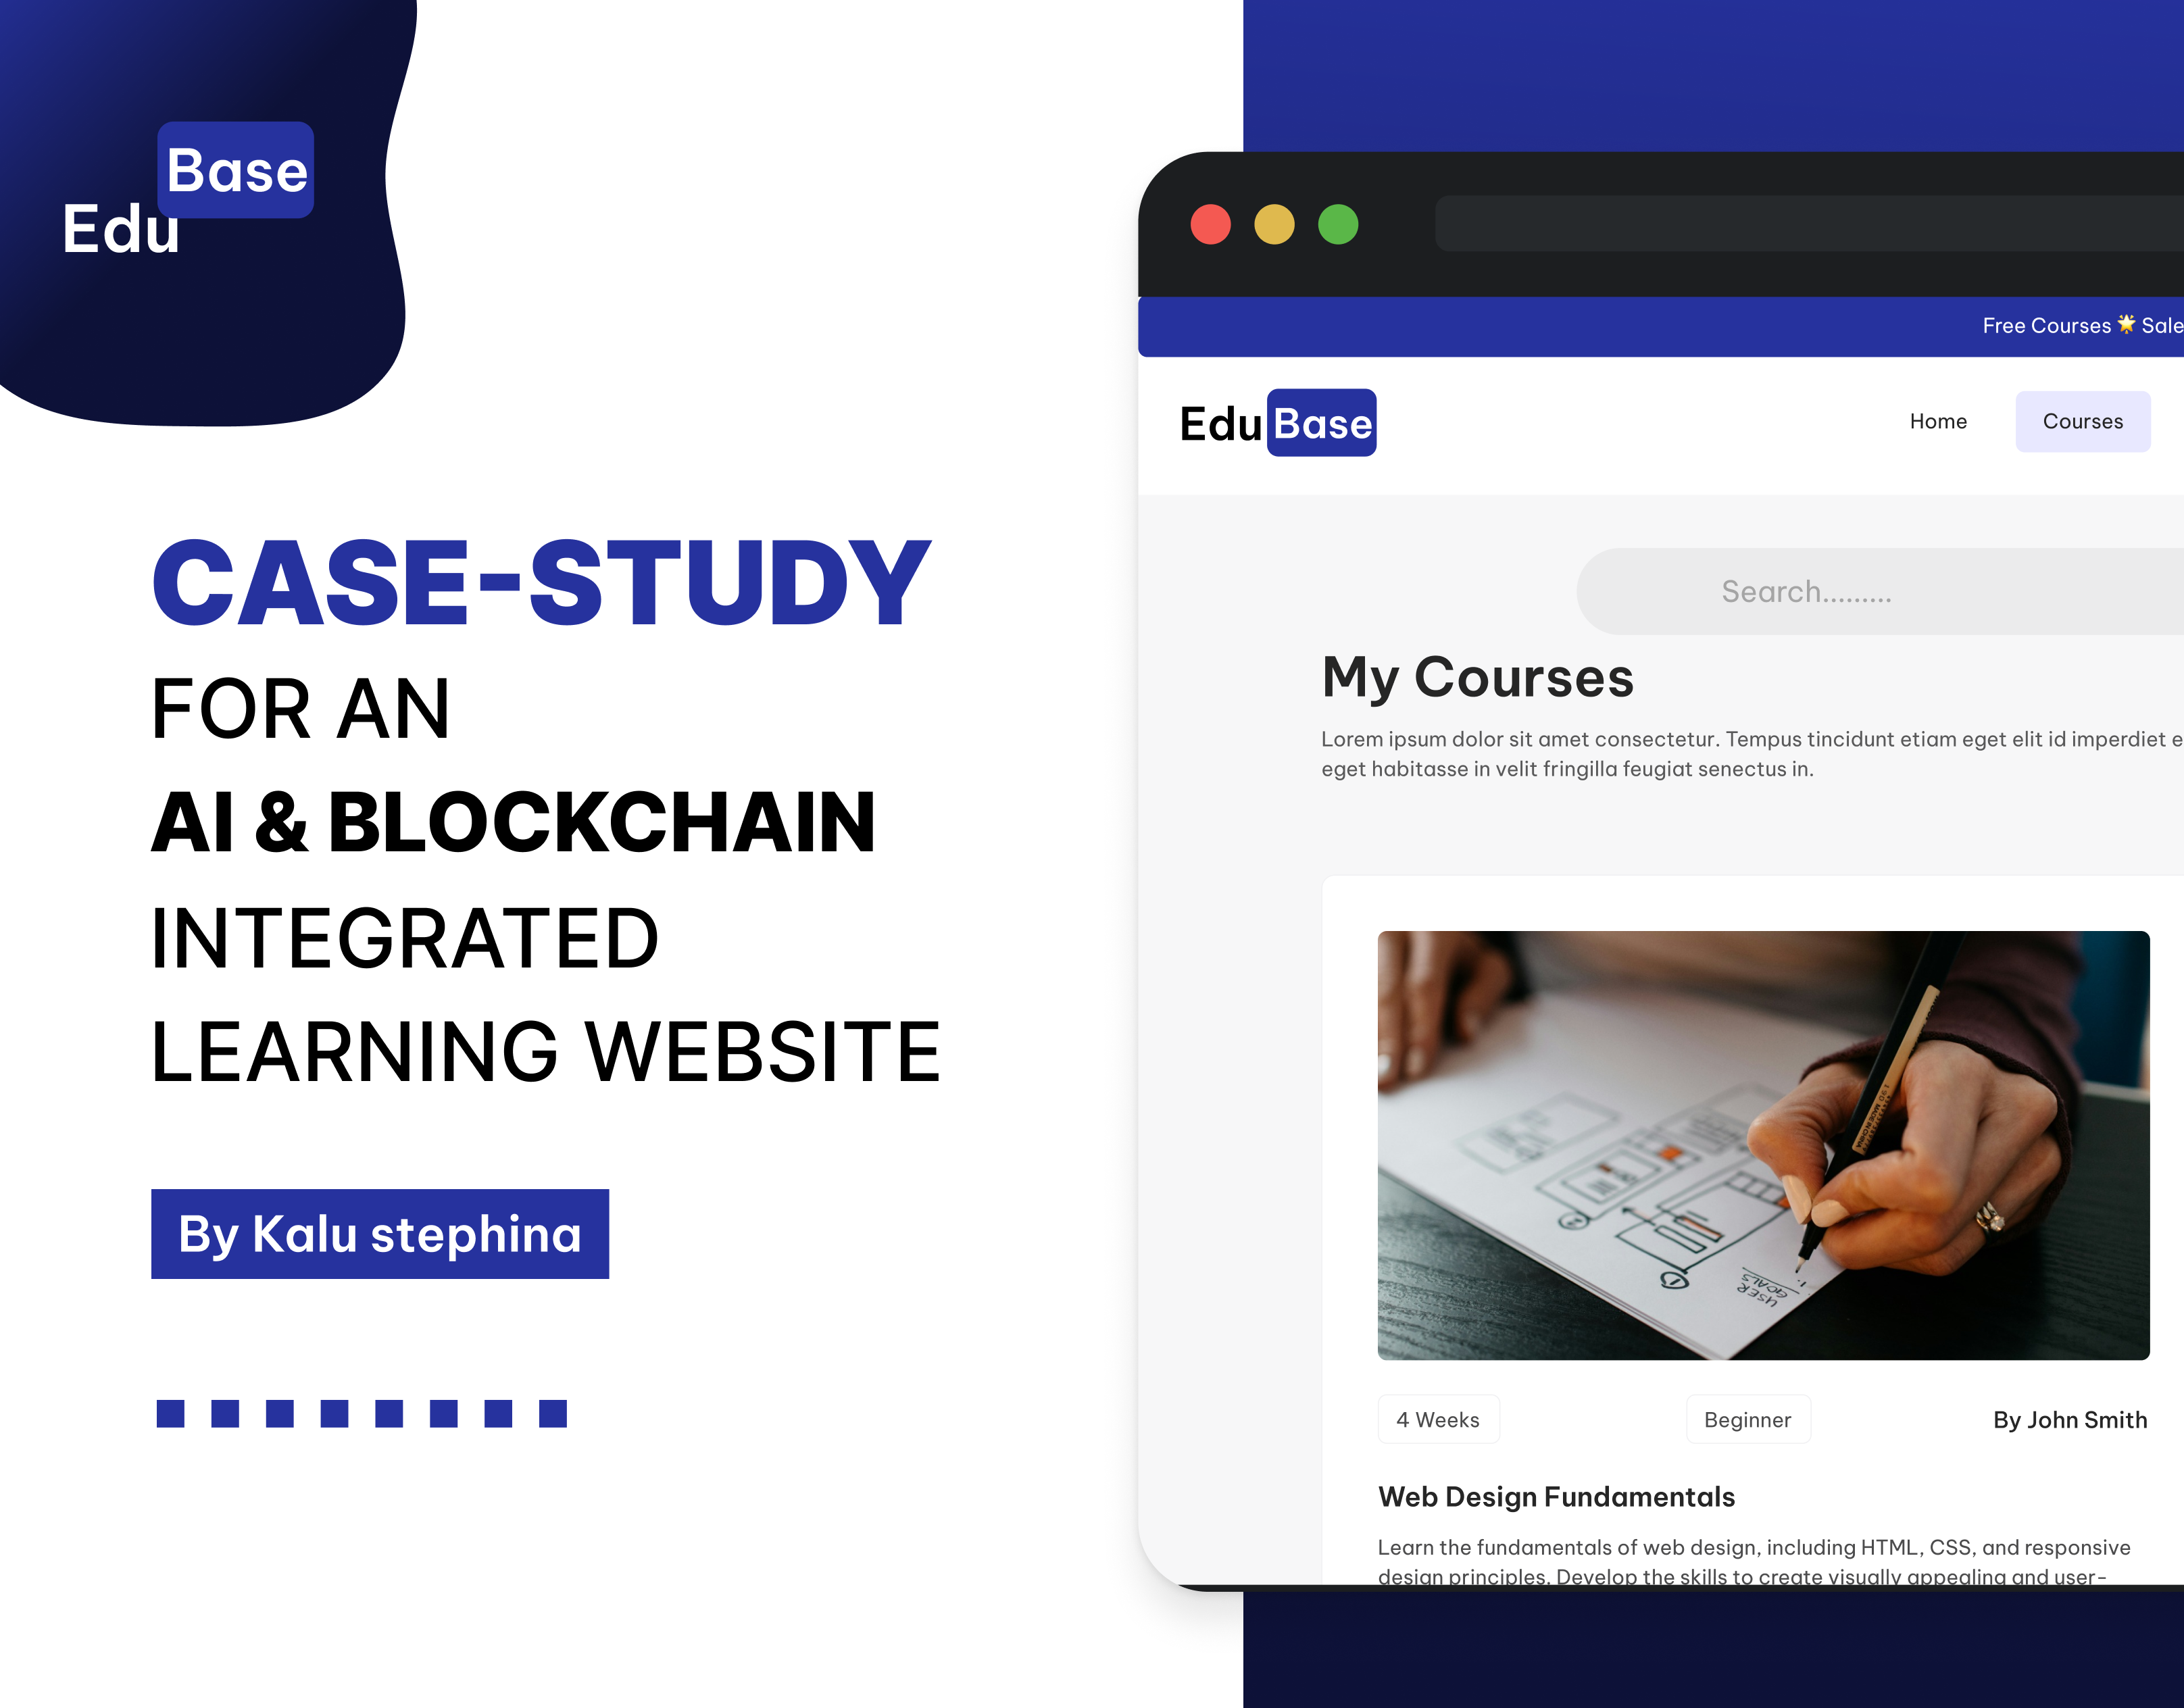 Base
Edu
CASE-STUDY
FOR AN
AI & BLOCKCHAIN
INTEGRATED
LEARNING WEBSITE
By Kalu stephina
Free Courses 🌟 Sale
Edu Base
Home
Courses
Search.........
My Courses
Lorem ipsum dolor sit amet consectetur. Tempus tincidunt etiam eget elit id imperdiet e
eget habitasse in velit fringilla feugiat senectus in.
USER
GOALS
1.
4 Weeks
Beginner
By John Smith
Web Design Fundamentals
Learn the fundamentals of web design, including HTML, CSS, and responsive
design principles. Develop the skills to create visually appealing and user-